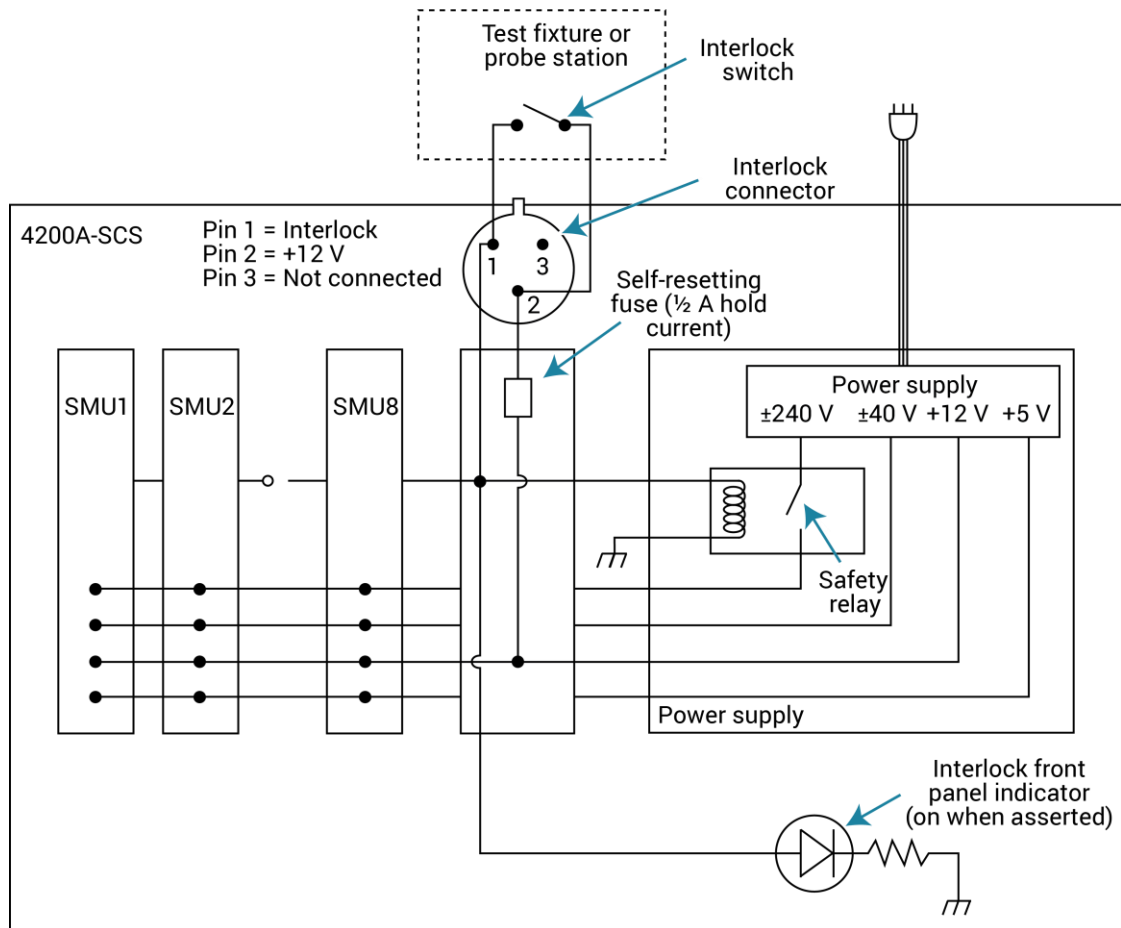 Test fixture or
probe station
Interlock
switch
Interlock
connector
4200A-SCS
Pin 1 = Interlock
Pin 2 = +12 V
Pin 3 = Not connected
1
3
2
Self-resetting
fuse (½ A hold
current)
SMU1
SMU2
SMU8
Power supply
±240 V
±40 V
+12 V
+5 V
Safety
relay
Power supply
Interlock front
panel indicator
(on when asserted)